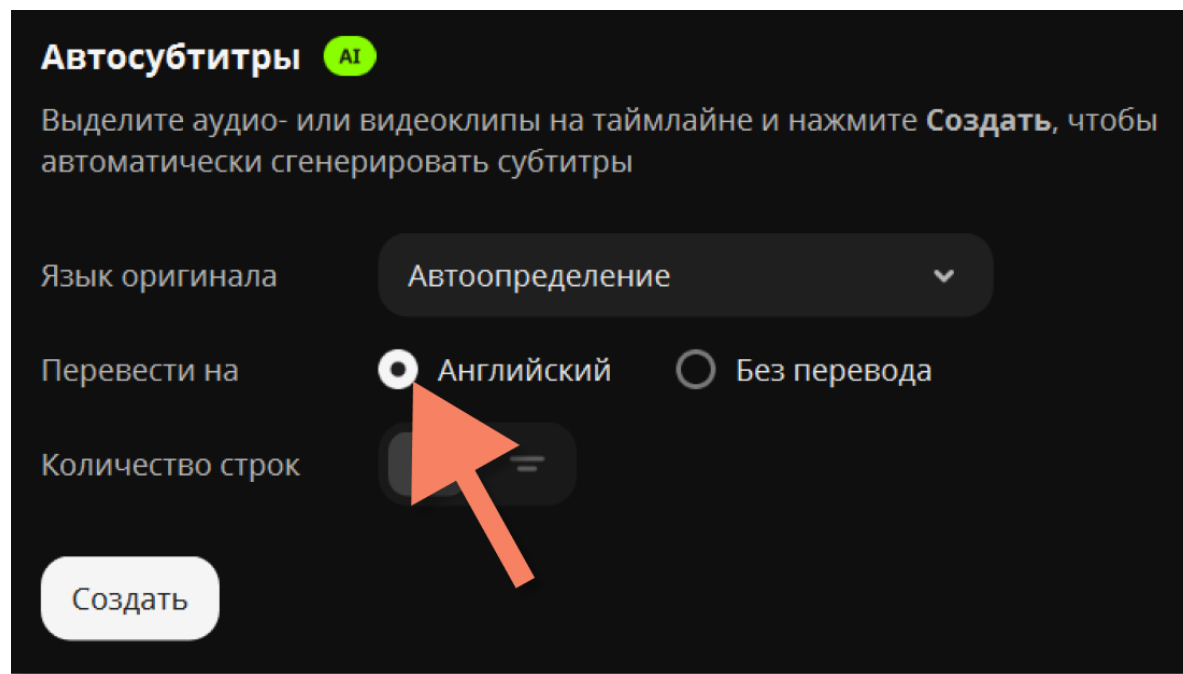 Автосубтитры AI
Выделите аудио- или видеоклипы на таймлайне и нажмите Создать, чтобы
автоматически сгенерировать субтитры
Язык оригинала Автоопределение
Перевести на Английский Без перевода
Количество строк
Создать